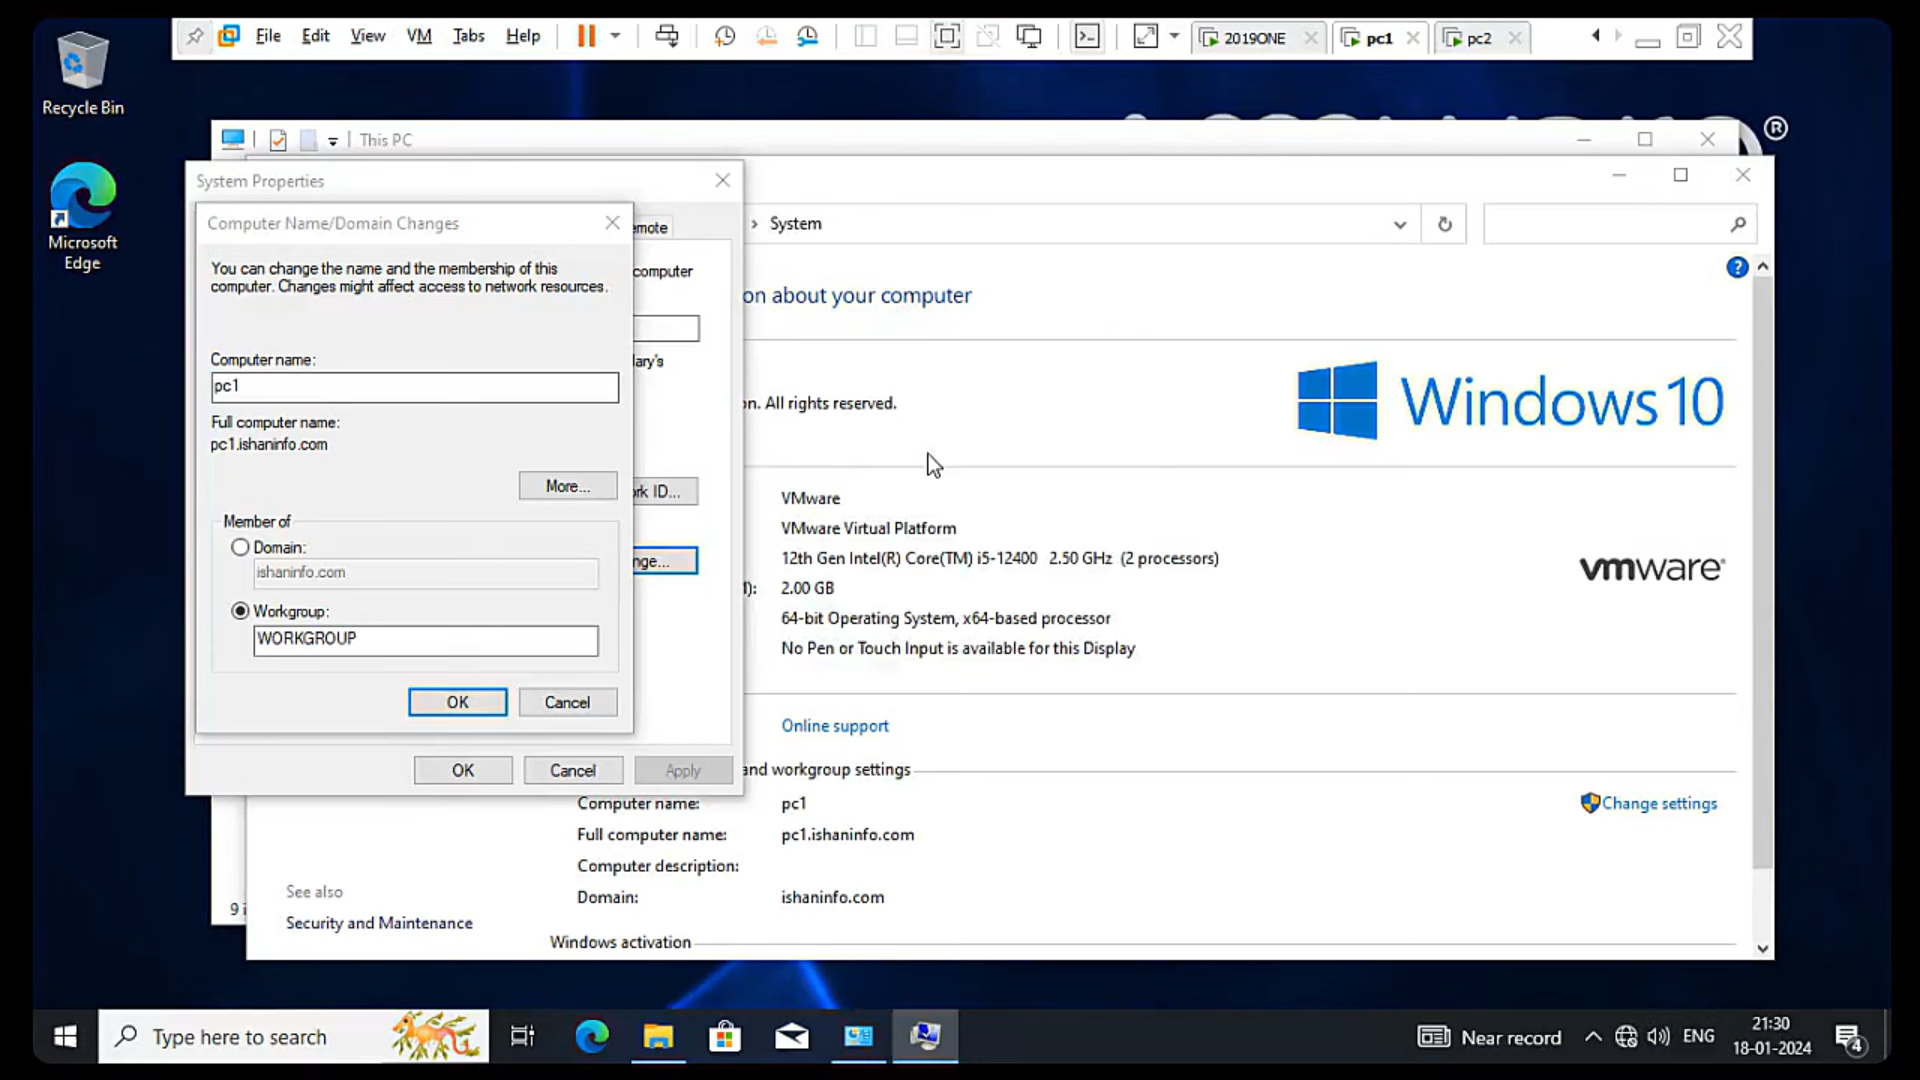 File Edit View VM Tabs Help
2019ONE
pc1
pc2
Recycle Bin
Microsoft
Edge
®
This PC
System Properties
Computer Name/Domain Changes
You can change the name and the membership of this
computer. Changes might affect access to network resources.
Computer name:
pc1
Full computer name:
pc1.ishaninfo.com
More...
Member of
Domain:
ishaninfo.com
Workgroup:
WORKGROUP
OK
Cancel
emote
computer
lary's
rk ID...
nge...
OK
Cancel
Apply
System
on about your computer
on. All rights reserved.
Windows 10
VMware
VMware Virtual Platform
12th Gen Intel(R) Core(TM) i5-12400 2.50 GHz (2 processors)
2.00 GB
64-bit Operating System, x64-based processor
No Pen or Touch Input is available for this Display
vmware
Online support
and workgroup settings
Computer name: pc1
Change settings
Full computer name: pc1.ishaninfo.com
Computer description:
Domain: ishaninfo.com
Windows activation
See also
Security and Maintenance
9 i
Type here to search
Near record
ENG
21:30
18-01-2024
4